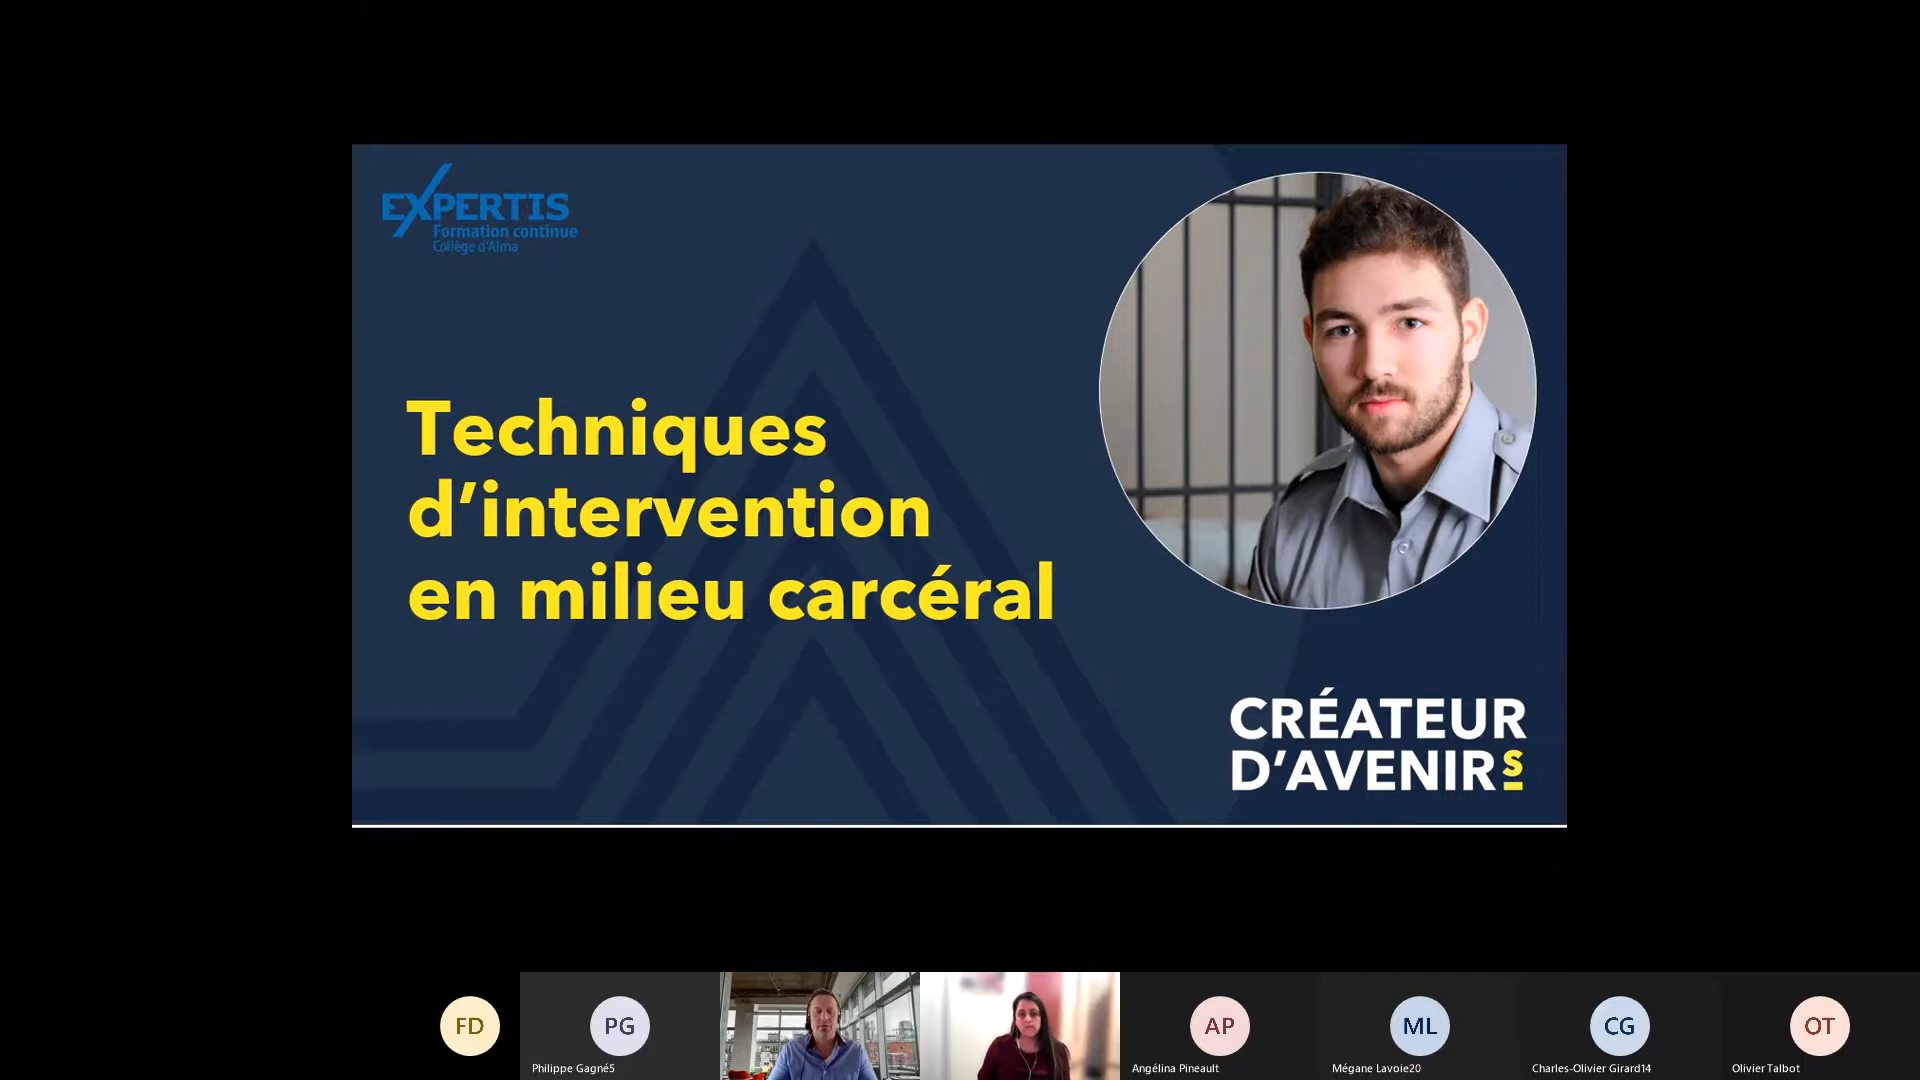 EXPERTIS
Formation continue
Collège d'Alma
Techniques
d'intervention
en milieu carcéral
CRÉATEUR
D'AVENIRS
FD
PG
AP
ML
CG
OT
Philippe Gagné5
Angélina Pineault
Mégane Lavoie20
Charles-Olivier Girard14
Olivier Talbot